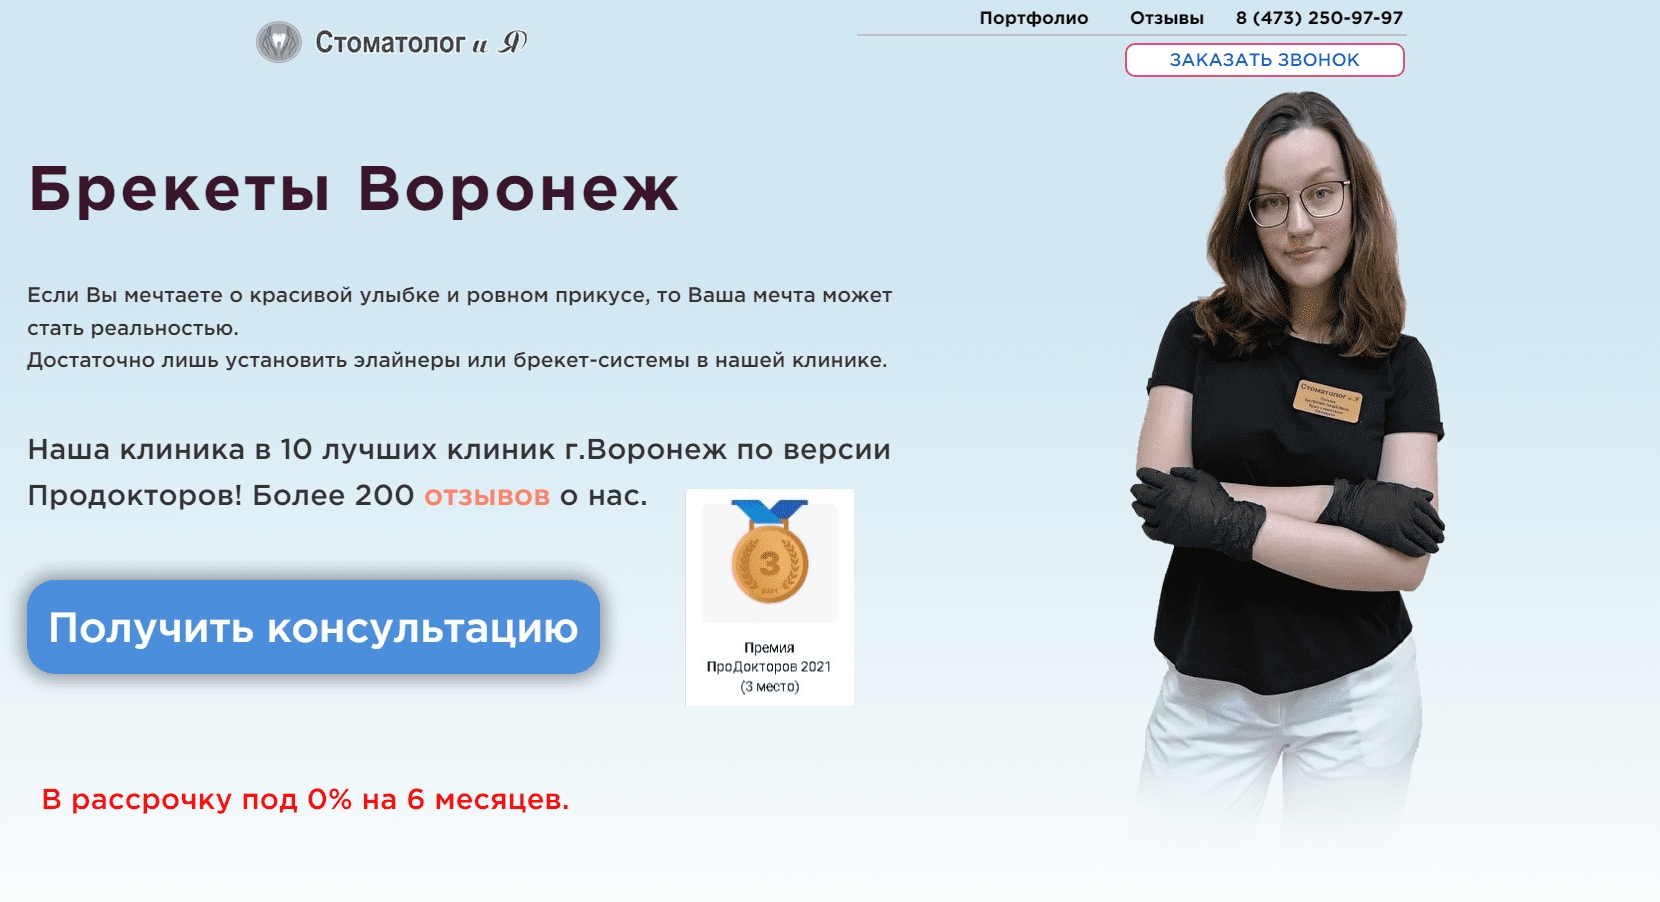 Стоматолог и Я
Портфолио
Отзывы
8 (473) 250-97-97
ЗАКАЗАТЬ ЗВОНОК
Брекеты Воронеж
Если Вы мечтаете о красивой улыбке и ровном прикусе, то Ваша мечта может
стать реальностью.
Достаточно лишь установить элайнеры или брекет-системы в нашей клинике.
Наша клиника в 10 лучших клиник г.Воронеж по версии
Продокторов! Более 200 отзывов о нас.
Получить консультацию
3
2021
Премия
ПроДокторов 2021
(3 место)
В рассрочку под 0% на 6 месяцев.
Стоматолог и Я